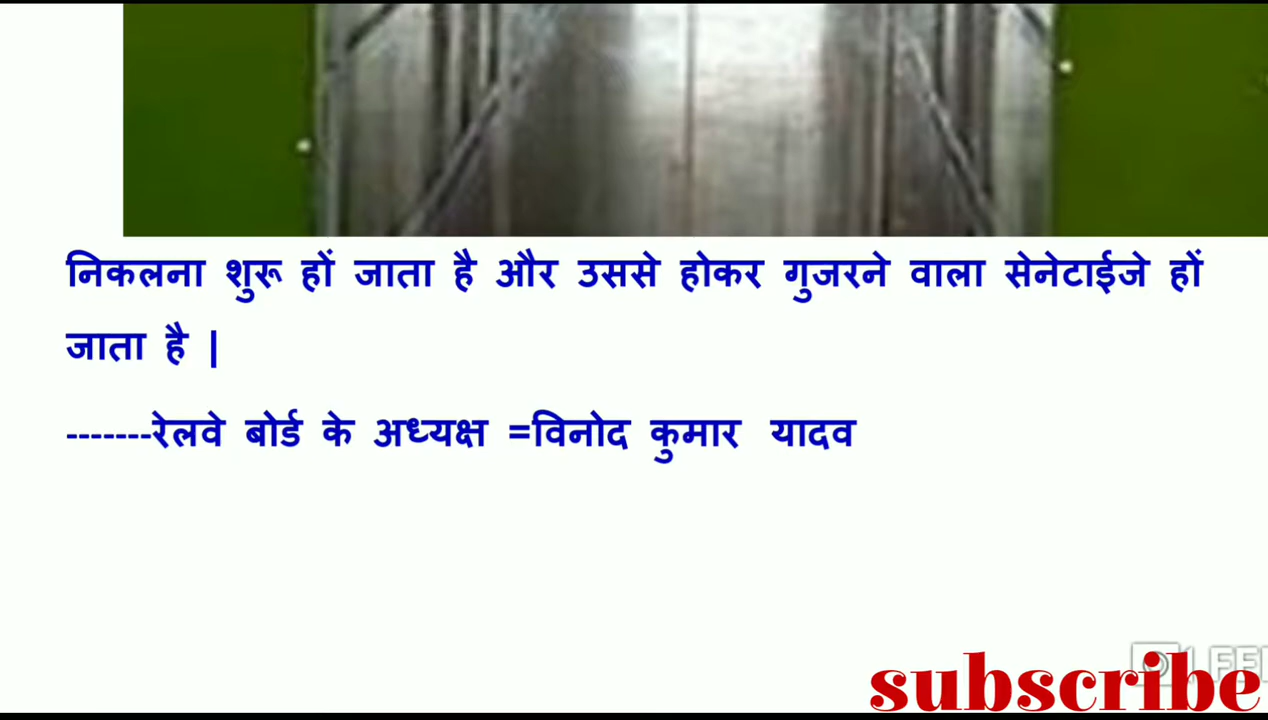 निकलना शुरू हों जाता है और उससे होकर गुजरने वाला सेनेटाईजे हों
जाता है |
-------रेलवे बोर्ड के अध्यक्ष =विनोद कुमार यादव
subscribe